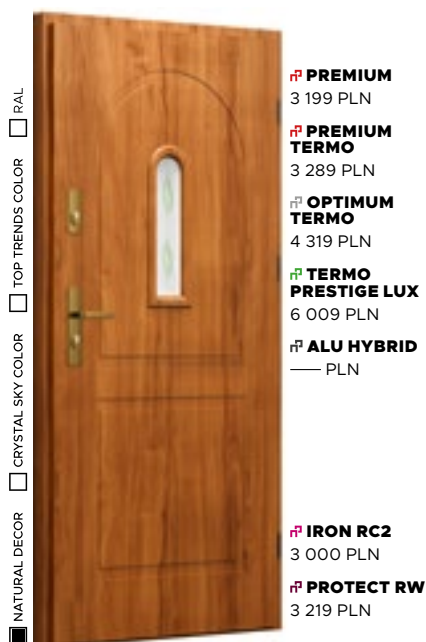 RAL
TOP TRENDS COLOR
CRYSTAL SKY COLOR
NATURAL DECOR
PREMIUM
3 199 PLN
PREMIUM
TERMO
3 289 PLN
OPTIMUM
TERMO
4 319 PLN
TERMO
PRESTIGE LUX
6 009 PLN
ALU HYBRID
—— PLN
IRON RC2
3 000 PLN
PROTECT RW
3 219 PLN